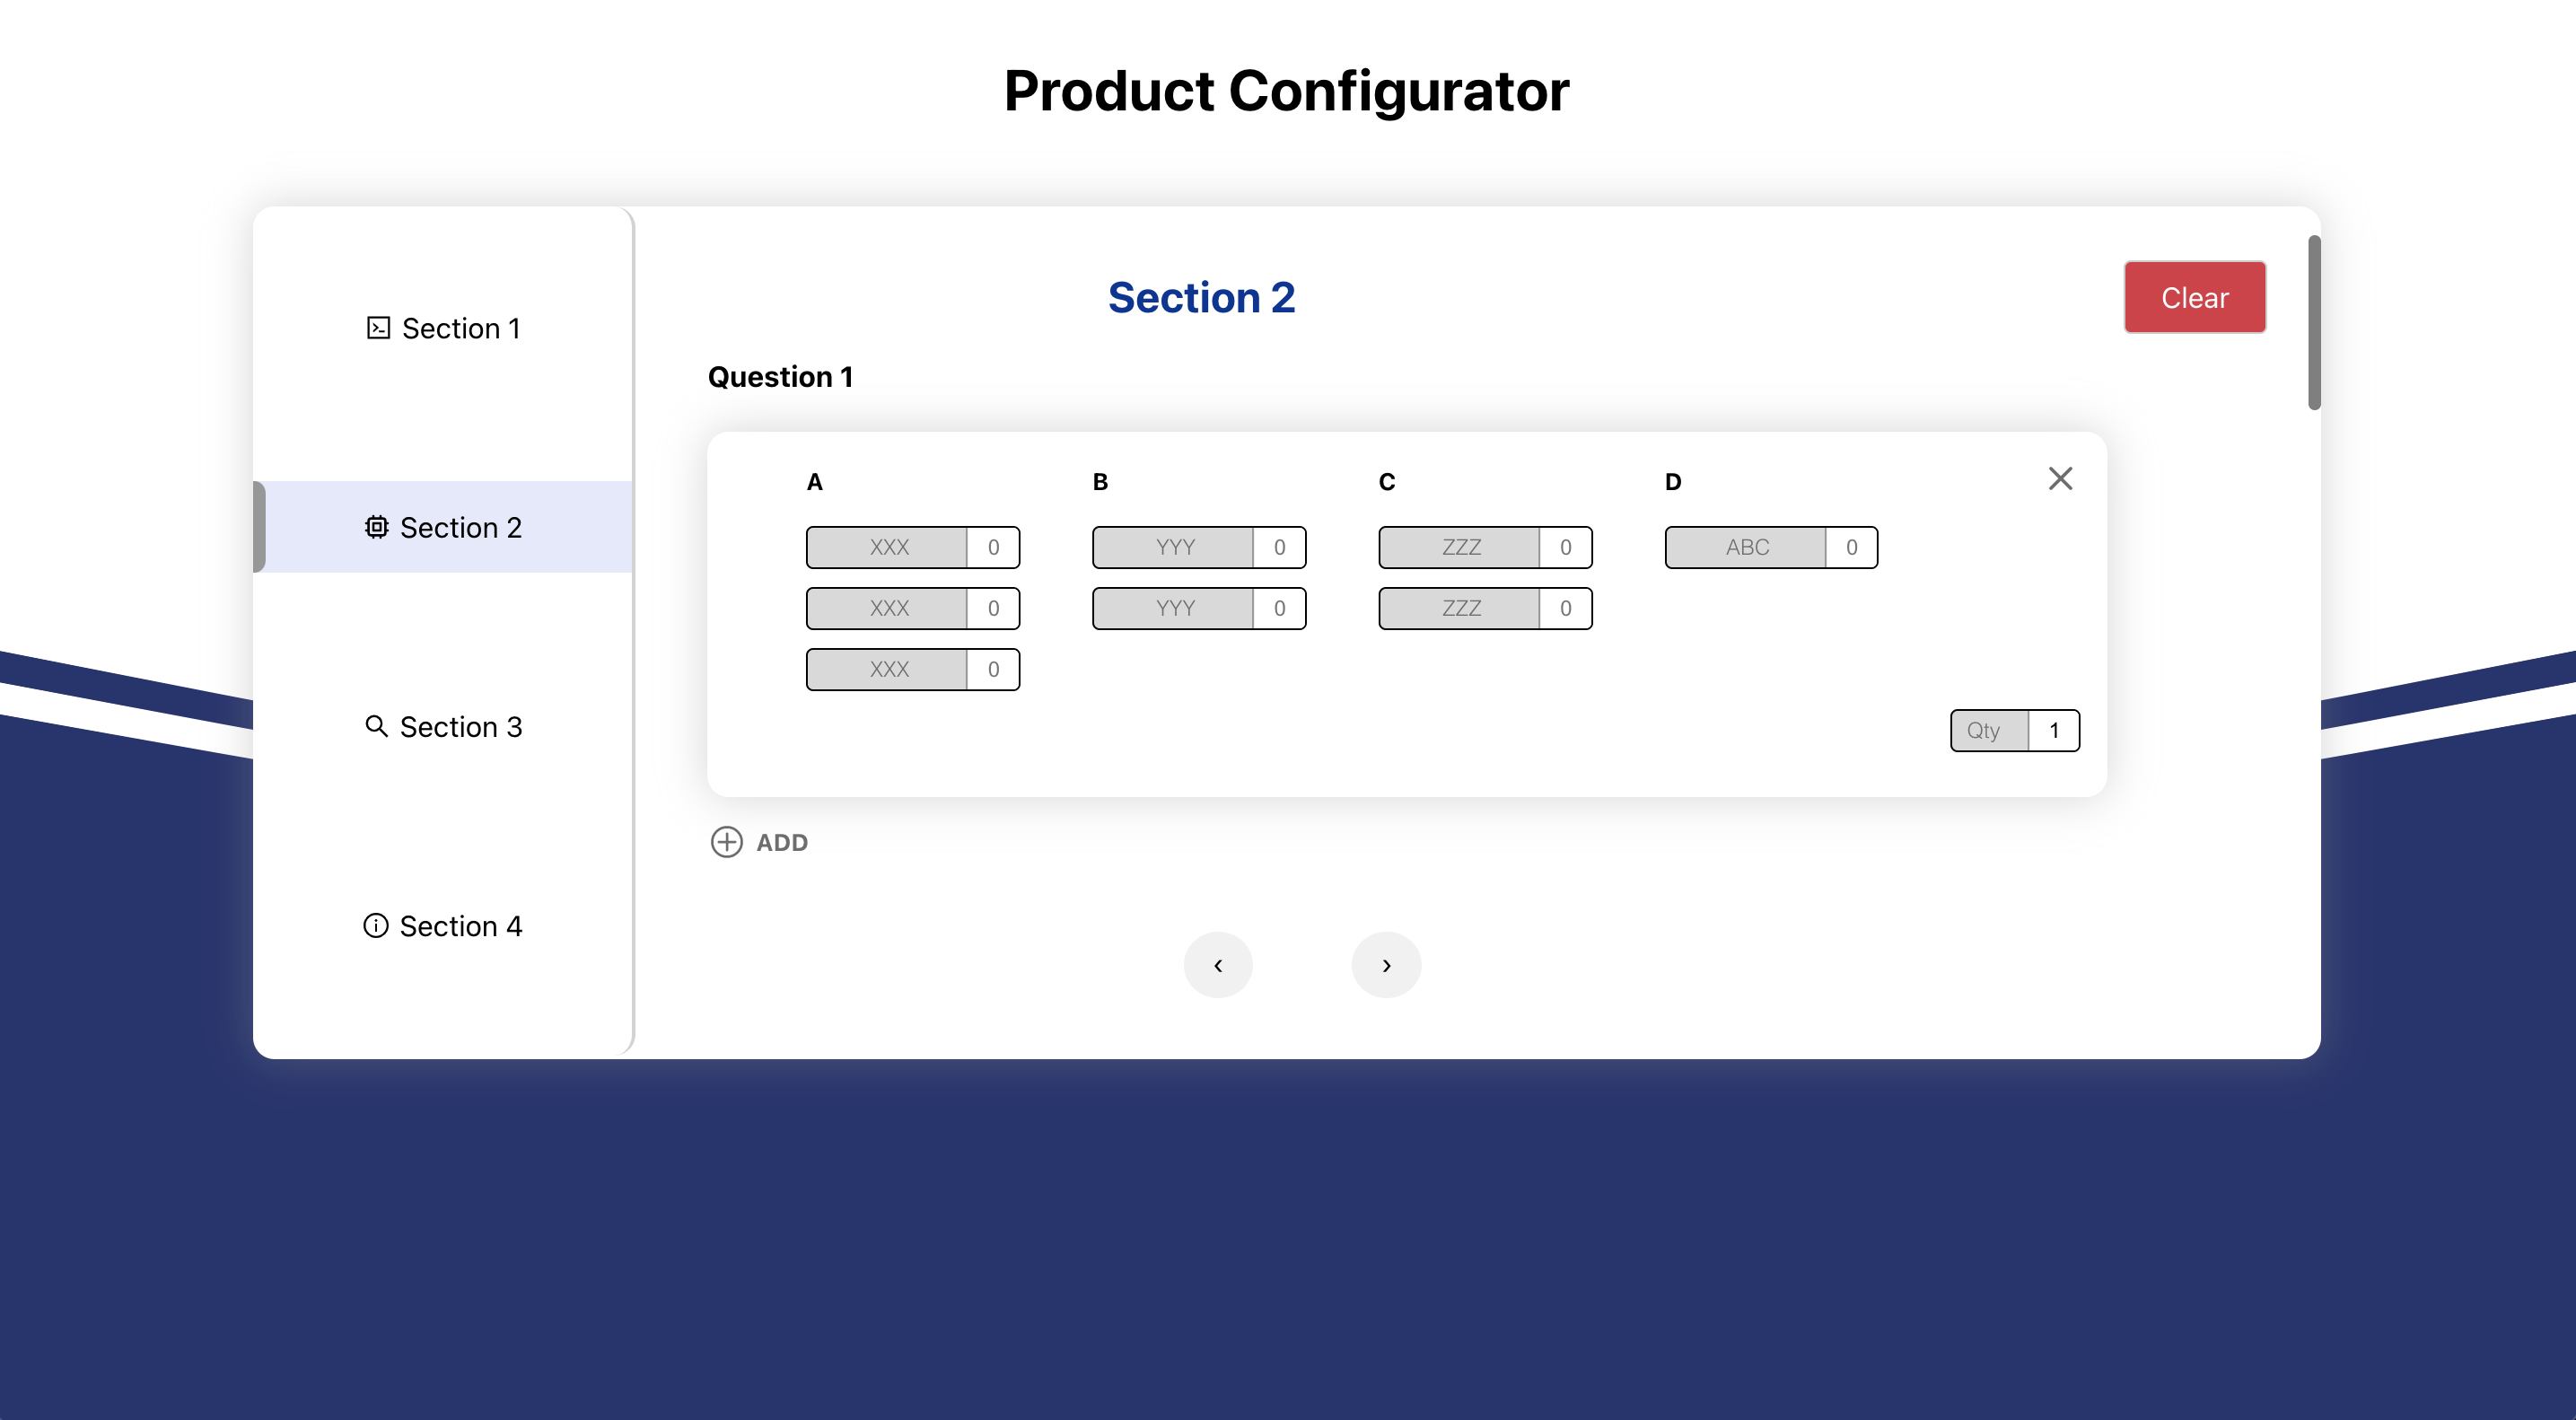 Product Configurator
Section 1
Section 2
Section 3
Section 4
Section 2
Clear
Question 1
A B C D
XXX 0 YYY 0 ZZZ 0 ABC 0
XXX 0 YYY 0 ZZZ 0
XXX 0
Qty 1
ADD
‹ ›